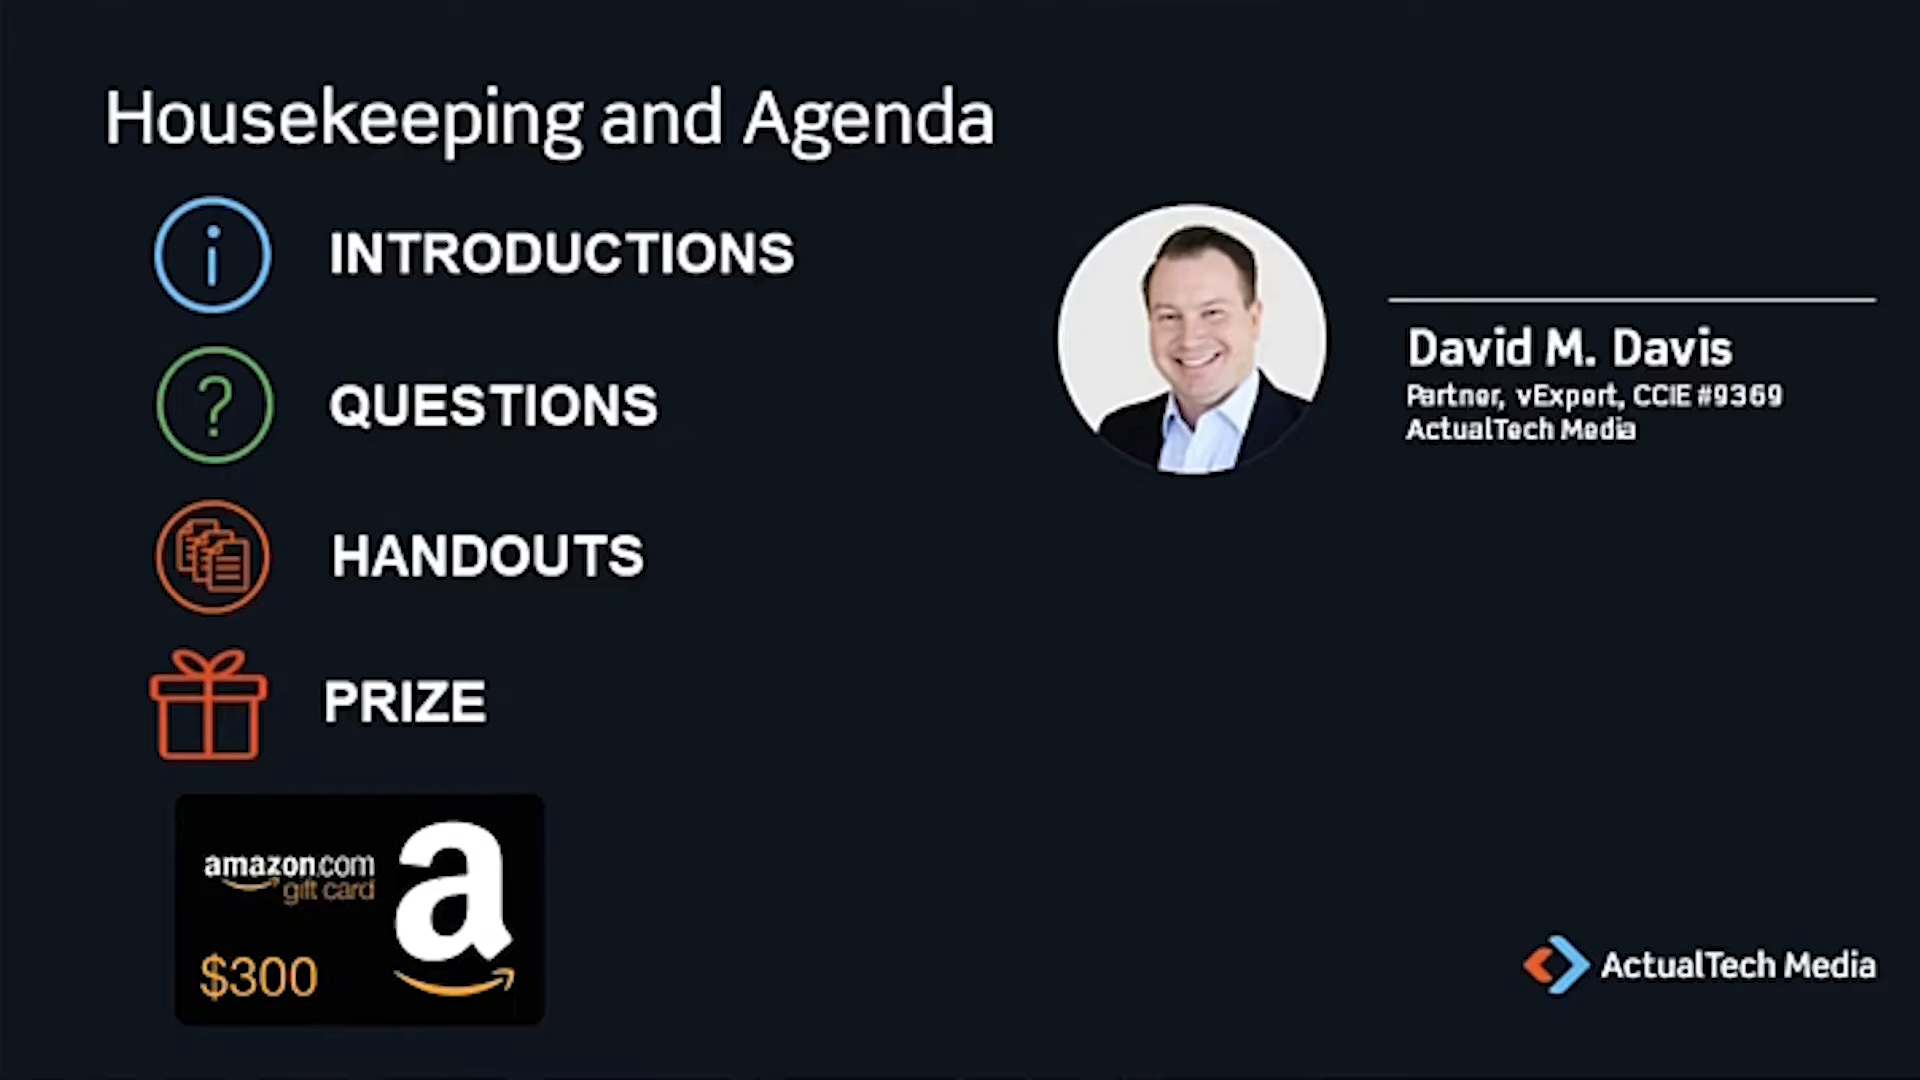 Housekeeping and Agenda
INTRODUCTIONS
QUESTIONS
HANDOUTS
PRIZE
amazon.com
gift card
$300
David M. Davis
Partner, vExpert, CCIE #9369
ActualTech Media
ActualTech Media